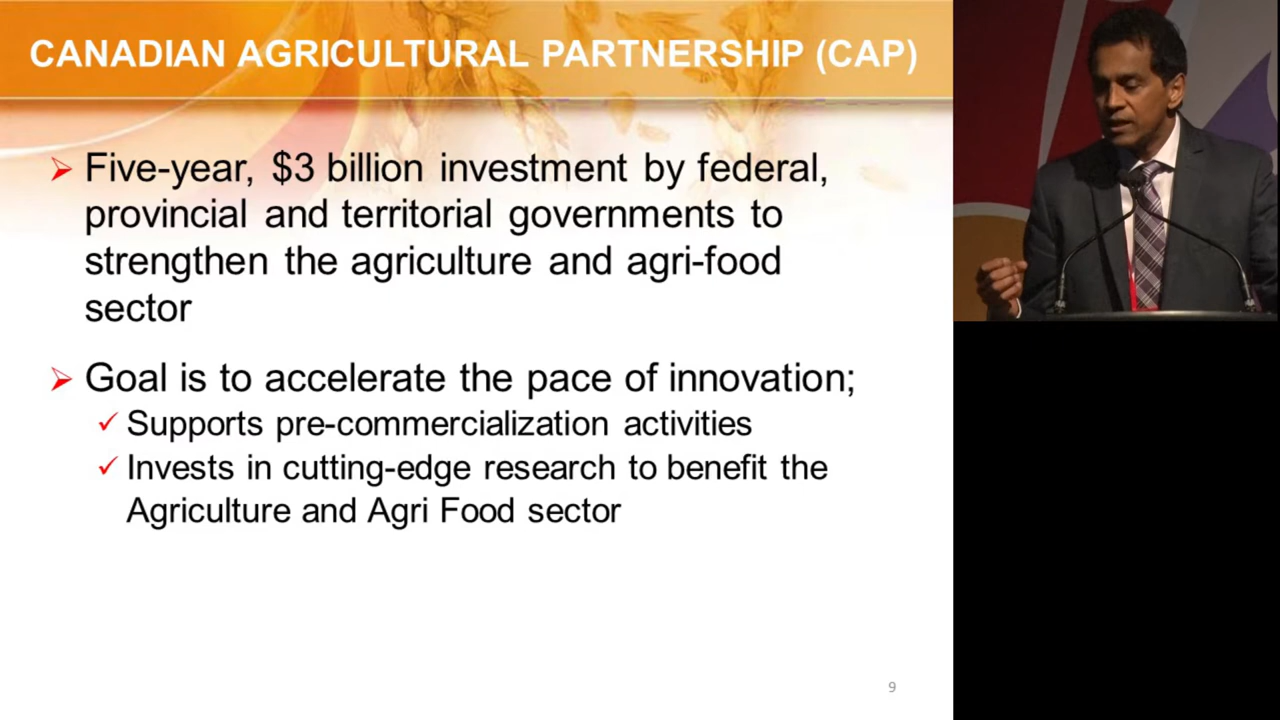 CANADIAN AGRICULTURAL PARTNERSHIP (CAP)
Five-year, $3 billion investment by federal,
provincial and territorial governments to
strengthen the agriculture and agri-food
sector
Goal is to accelerate the pace of innovation;
Supports pre-commercialization activities
Invests in cutting-edge research to benefit the
Agriculture and Agri Food sector
9